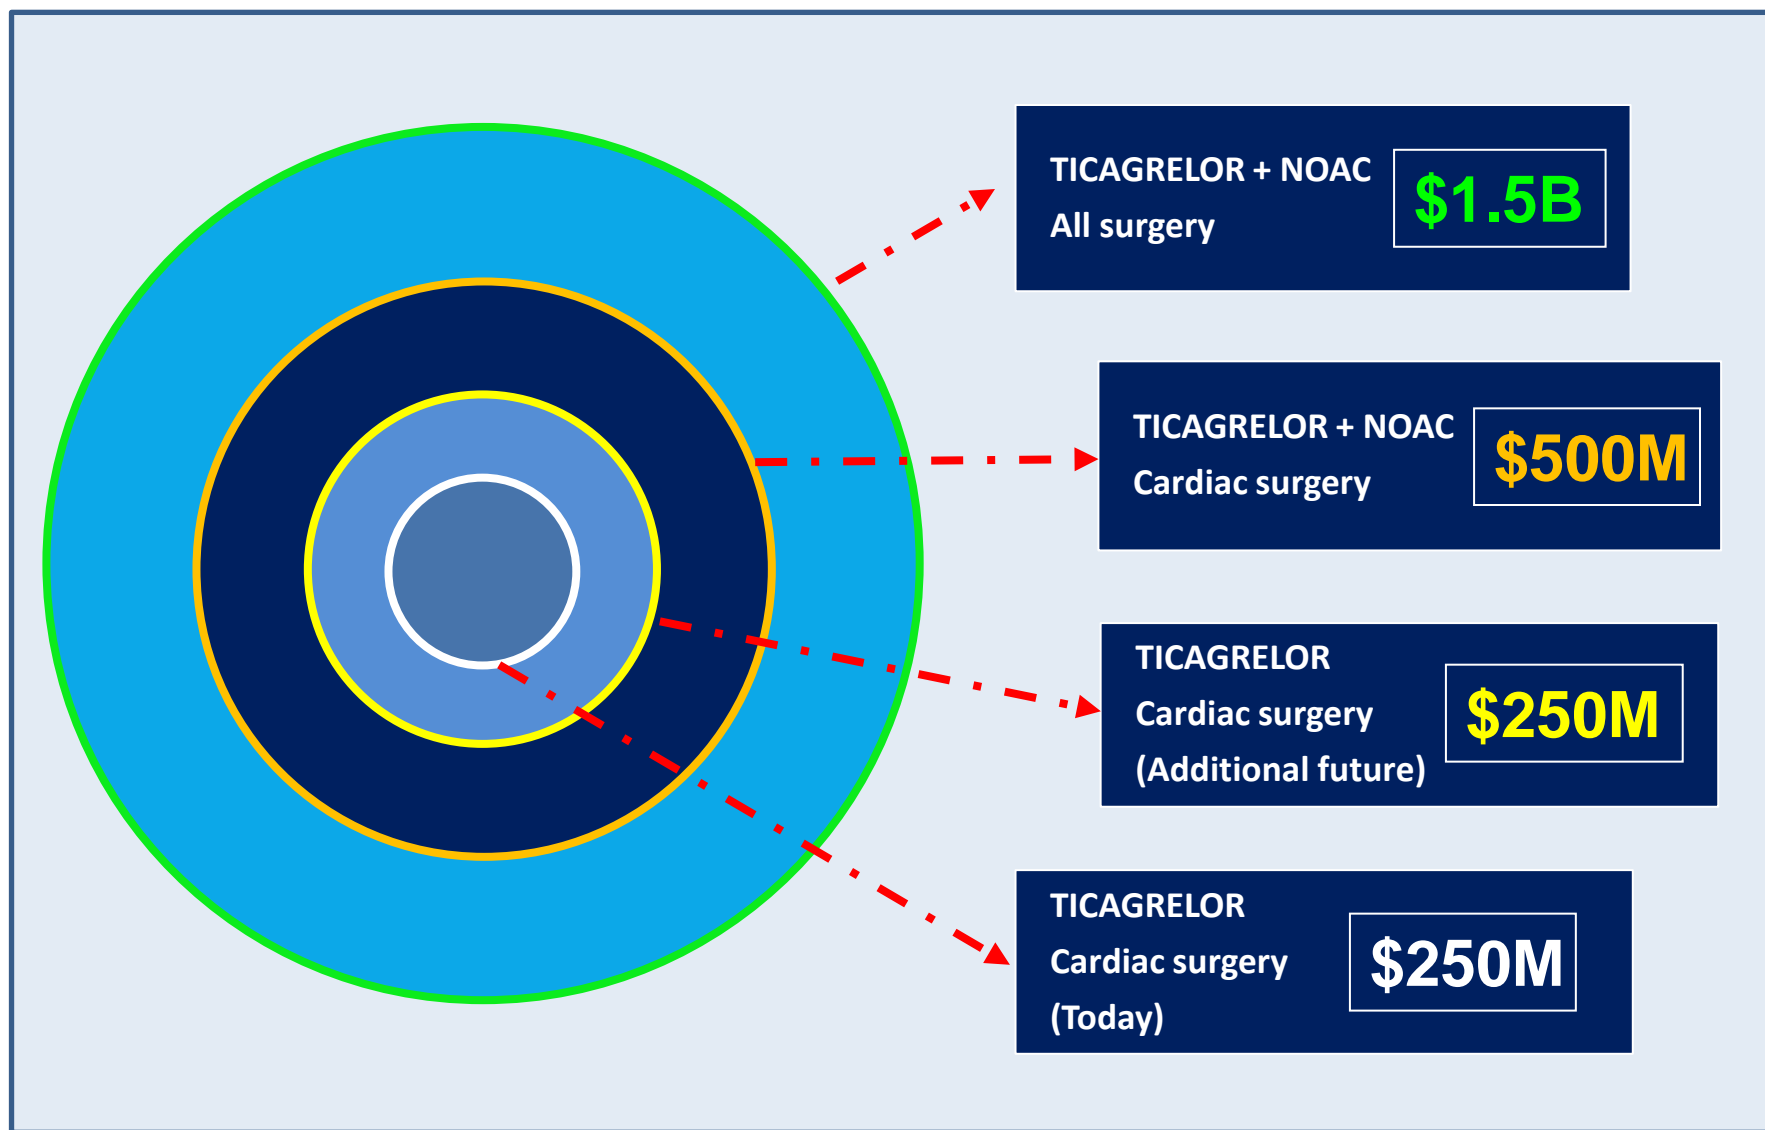 TICAGRELOR + NOAC
All surgery
$1.5B
TICAGRELOR + NOAC
Cardiac surgery
$500M
TICAGRELOR
Cardiac surgery
(Additional future)
$250M
TICAGRELOR
Cardiac surgery
(Today)
$250M